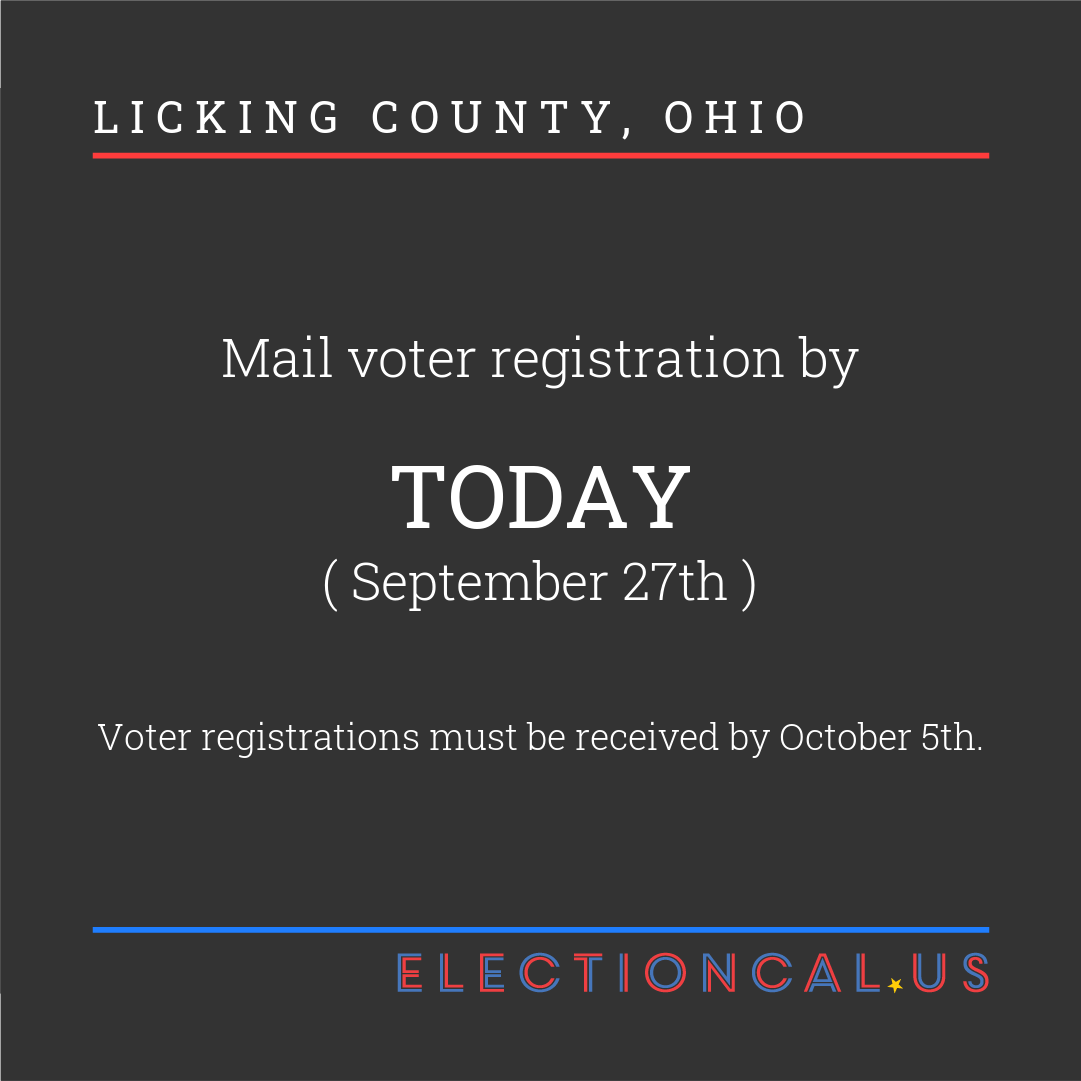 LICKING COUNTY, OHIO
Mail voter registration by
TODAY
( September 27th )
Voter registrations must be received by October 5th.
ELECTIONCAL.US